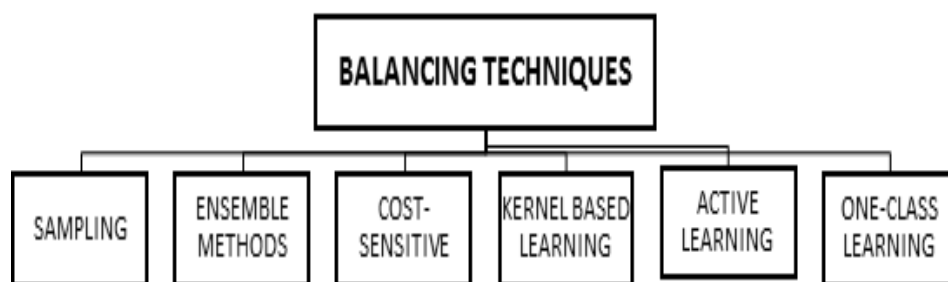 BALANCING TECHNIQUES
SAMPLING
ENSEMBLE
METHODS
COST-
SENSITIVE
KERNEL BASED
LEARNING
ACTIVE
LEARNING
ONE-CLASS
LEARNING